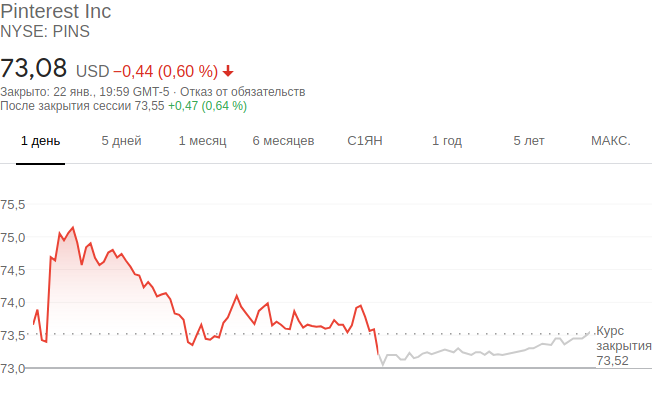 Pinterest Inc
NYSE: PINS
73,08 USD −0,44 (0,60 %)
Закрыто: 22 янв., 19:59 GMT-5 · Отказ от обязательств
После закрытия сессии 73,55 +0,47 (0,64 %)
1 день 5 дней 1 месяц 6 месяцев С1ЯН 1 год 5 лет МАКС.
75,5
75,0
74,5
74,0
73,5
73,0
Курс
закрытия
73,52